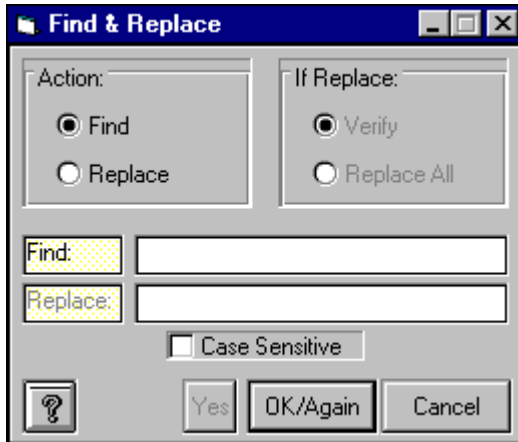 Find & Replace
Action:
If Replace:
Find
Verify
Replace
Replace All
Find:
Replace:
Case Sensitive
?
Yes
OK/Again
Cancel